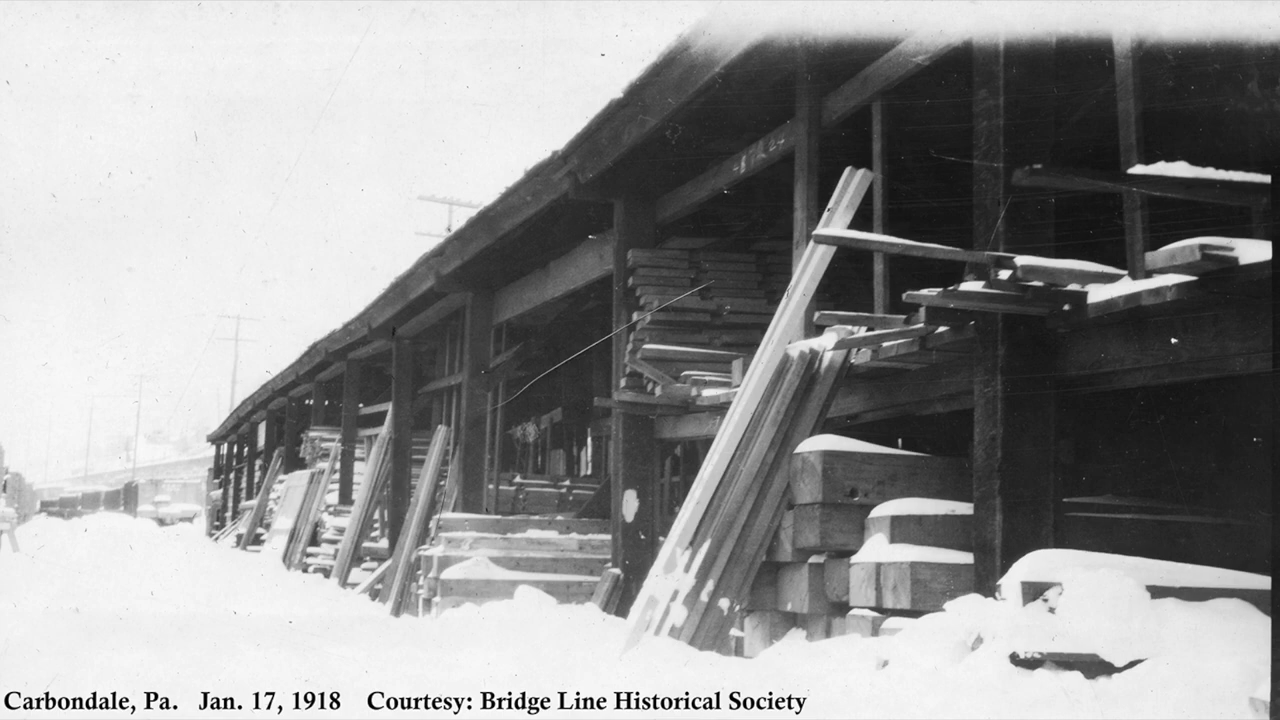 Carbondale, Pa. Jan. 17, 1918 Courtesy: Bridge Line Historical Society